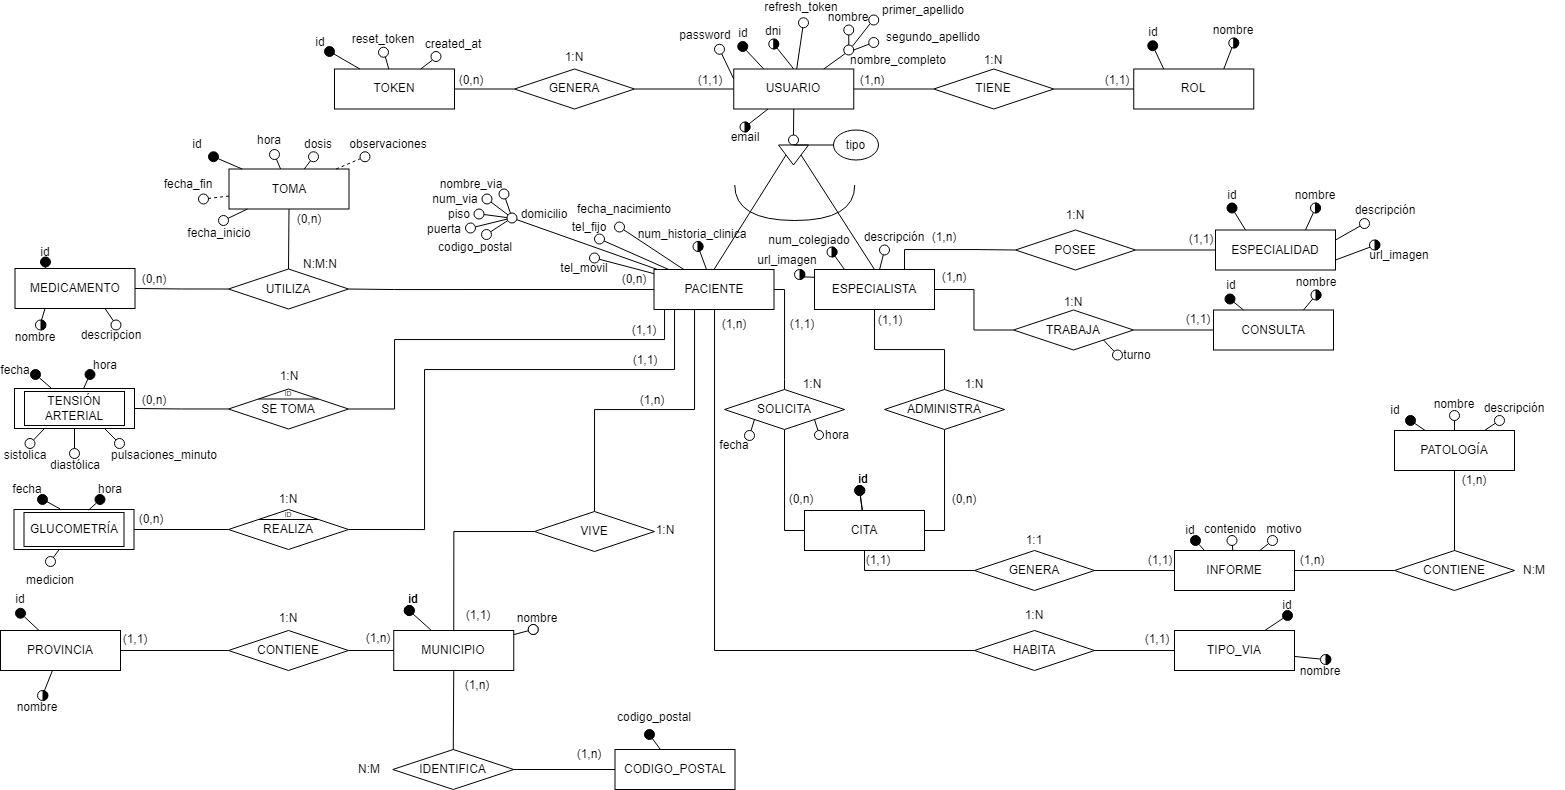 refresh_token
primer_apellido
nombre
id
reset_token
created_at
password
id
dni
segundo_apellido
nombre_completo
id
nombre
1:N
1:N
TOKEN
(0,n)
GENERA
(1,1)
USUARIO
(1,n)
TIENE
(1,1)
ROL
email
tipo
id
hora
dosis
observaciones
fecha_fin
TOMA
fecha_inicio
(0,n)
nombre_via
num_via
piso
puerta
codigo_postal
domicilio
fecha_nacimiento
tel_fijo
num_historia_clinica
tel_movil
num_colegiado
descripción
url_imagen
1:N
id
nombre
descripción
(1,n)
POSEE
(1,1)
ESPECIALIDAD
url_imagen
id
MEDICAMENTO
(0,n)
N:M:N
UTILIZA
(0,n)
PACIENTE
ESPECIALISTA
(1,n)
nombre
descripcion
1:N
id
nombre
TRABAJA
(1,1)
CONSULTA
turno
(1,1)
(1,n)
(1,1)
(1,1)
(1,1)
fecha
hora
1:N
TENSIÓN
ARTERIAL
(0,n)
ID
SE TOMA
(1,n)
1:N
SOLICITA
fecha
hora
1:N
ADMINISTRA
sistolica
diastólica
pulsaciones_minuto
id
nombre
descripción
PATOLOGÍA
(1,n)
fecha
hora
1:N
GLUCOMETRÍA
(0,n)
ID
REALIZA
medicion
VIVE
1:N
id
(0,n)
(0,n)
CITA
(1,1)
1:1
GENERA
(1,1)
id
contenido
motivo
INFORME
(1,n)
CONTIENE
N:M
id
1:N
id
nombre
(1,1)
PROVINCIA
(1,1)
CONTIENE
(1,n)
MUNICIPIO
nombre
(1,n)
1:N
HABITA
(1,1)
id
TIPO_VIA
nombre
codigo_postal
N:M
IDENTIFICA
(1,n)
CODIGO_POSTAL